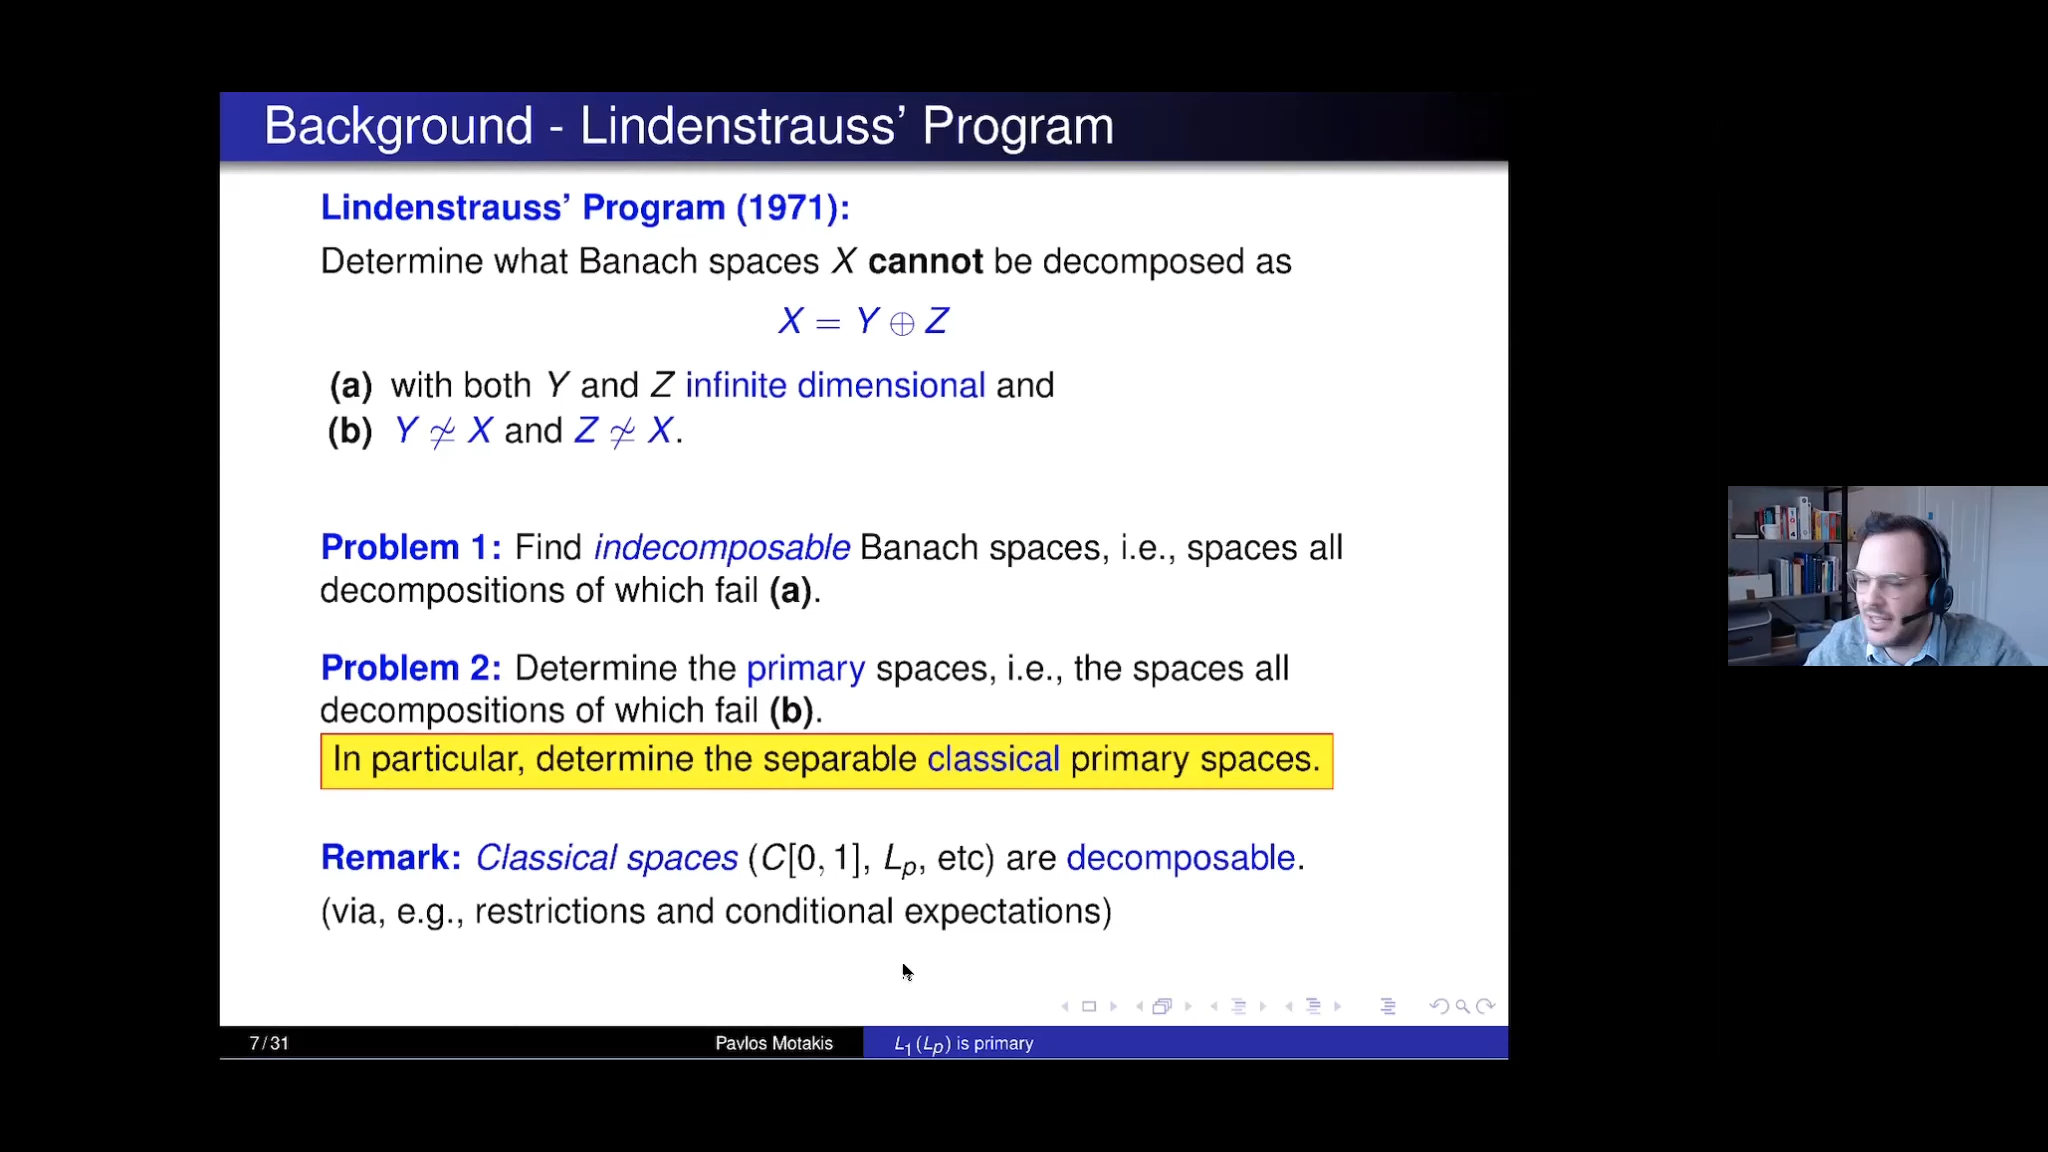 Background - Lindenstrauss’ Program
Lindenstrauss’ Program (1971):
Determine what Banach spaces X cannot be decomposed as
X = Y ⊕ Z
(a) with both Y and Z infinite dimensional and
(b) Y ≄ X and Z ≄ X.
Problem 1: Find indecomposable Banach spaces, i.e., spaces all
decompositions of which fail (a).
Problem 2: Determine the primary spaces, i.e., the spaces all
decompositions of which fail (b).
In particular, determine the separable classical primary spaces.
Remark: Classical spaces (C[0, 1], Lₚ, etc) are decomposable.
(via, e.g., restrictions and conditional expectations)
7 / 31 Pavlos Motakis L₁(Lₚ) is primary